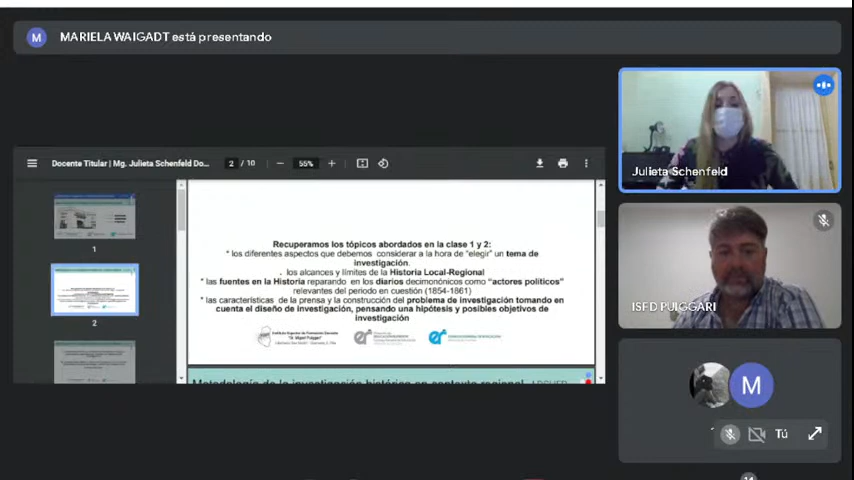 MARIELA WAIGADT está presentando
Docente Titular | Mg. Julieta Schenfeld Do...
2 / 10
55%
1
2
Recuperamos los tópicos abordados en la clase 1 y 2:
* los diferentes aspectos que debemos considerar a la hora de "elegir" un tema de
investigación.
. los alcances y límites de la Historia Local-Regional
* las fuentes en la Historia reparando en los diarios decimonónicos como "actores políticos"
relevantes del periodo en cuestión (1854-1861)
* las características de la prensa y la construcción del problema de investigación tomando en
cuenta el diseño de investigación, pensando una hipótesis y posibles objetivos de
investigación
Metodología de la investigación histórica en contexto regional
Julieta Schenfeld
ISFD PUIGGARI
M
M
Tú